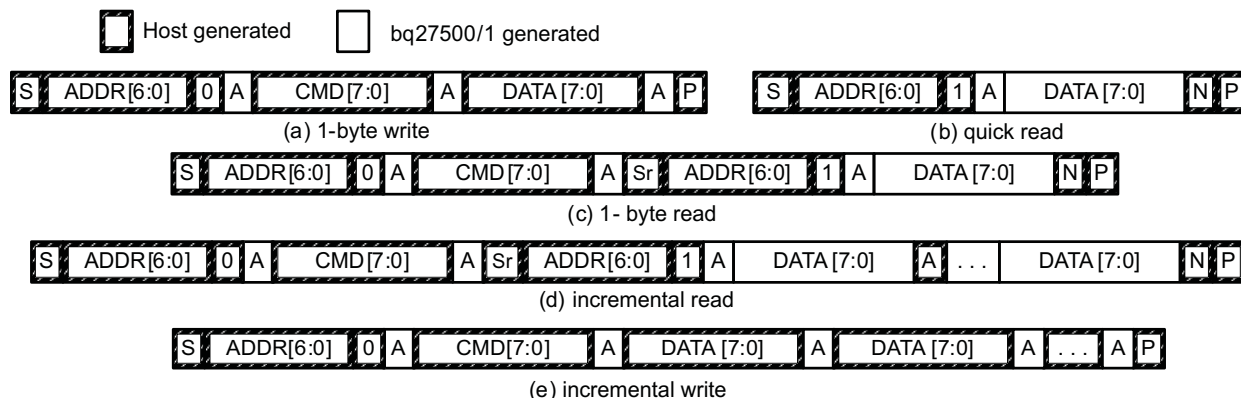 Host generated bq27500/1 generated
S ADDR[6:0] 0 A CMD[7:0] A DATA[7:0] A P S ADDR[6:0] 1 A DATA[7:0] N P
(a) 1-byte write (b) quick read
S ADDR[6:0] 0 A CMD[7:0] A Sr ADDR[6:0] 1 A DATA[7:0] N P
(c) 1- byte read
S ADDR[6:0] 0 A CMD[7:0] A Sr ADDR[6:0] 1 A DATA[7:0] A . . . DATA[7:0] N P
(d) incremental read
S ADDR[6:0] 0 A CMD[7:0] A DATA[7:0] A DATA[7:0] A . . . A P
(e) incremental write